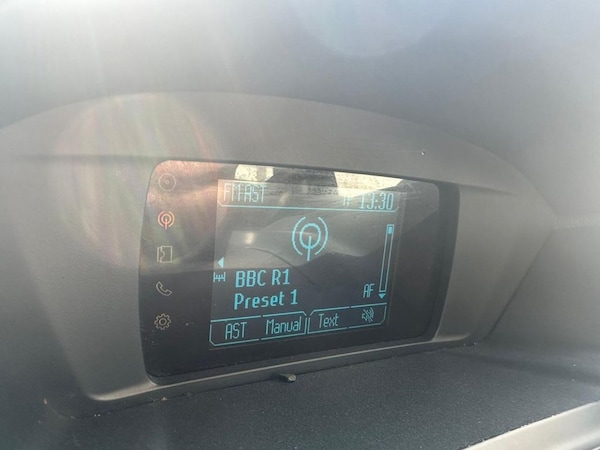 FM-AST 13:30
BBC R1
Preset 1 AF
AST Manual Text